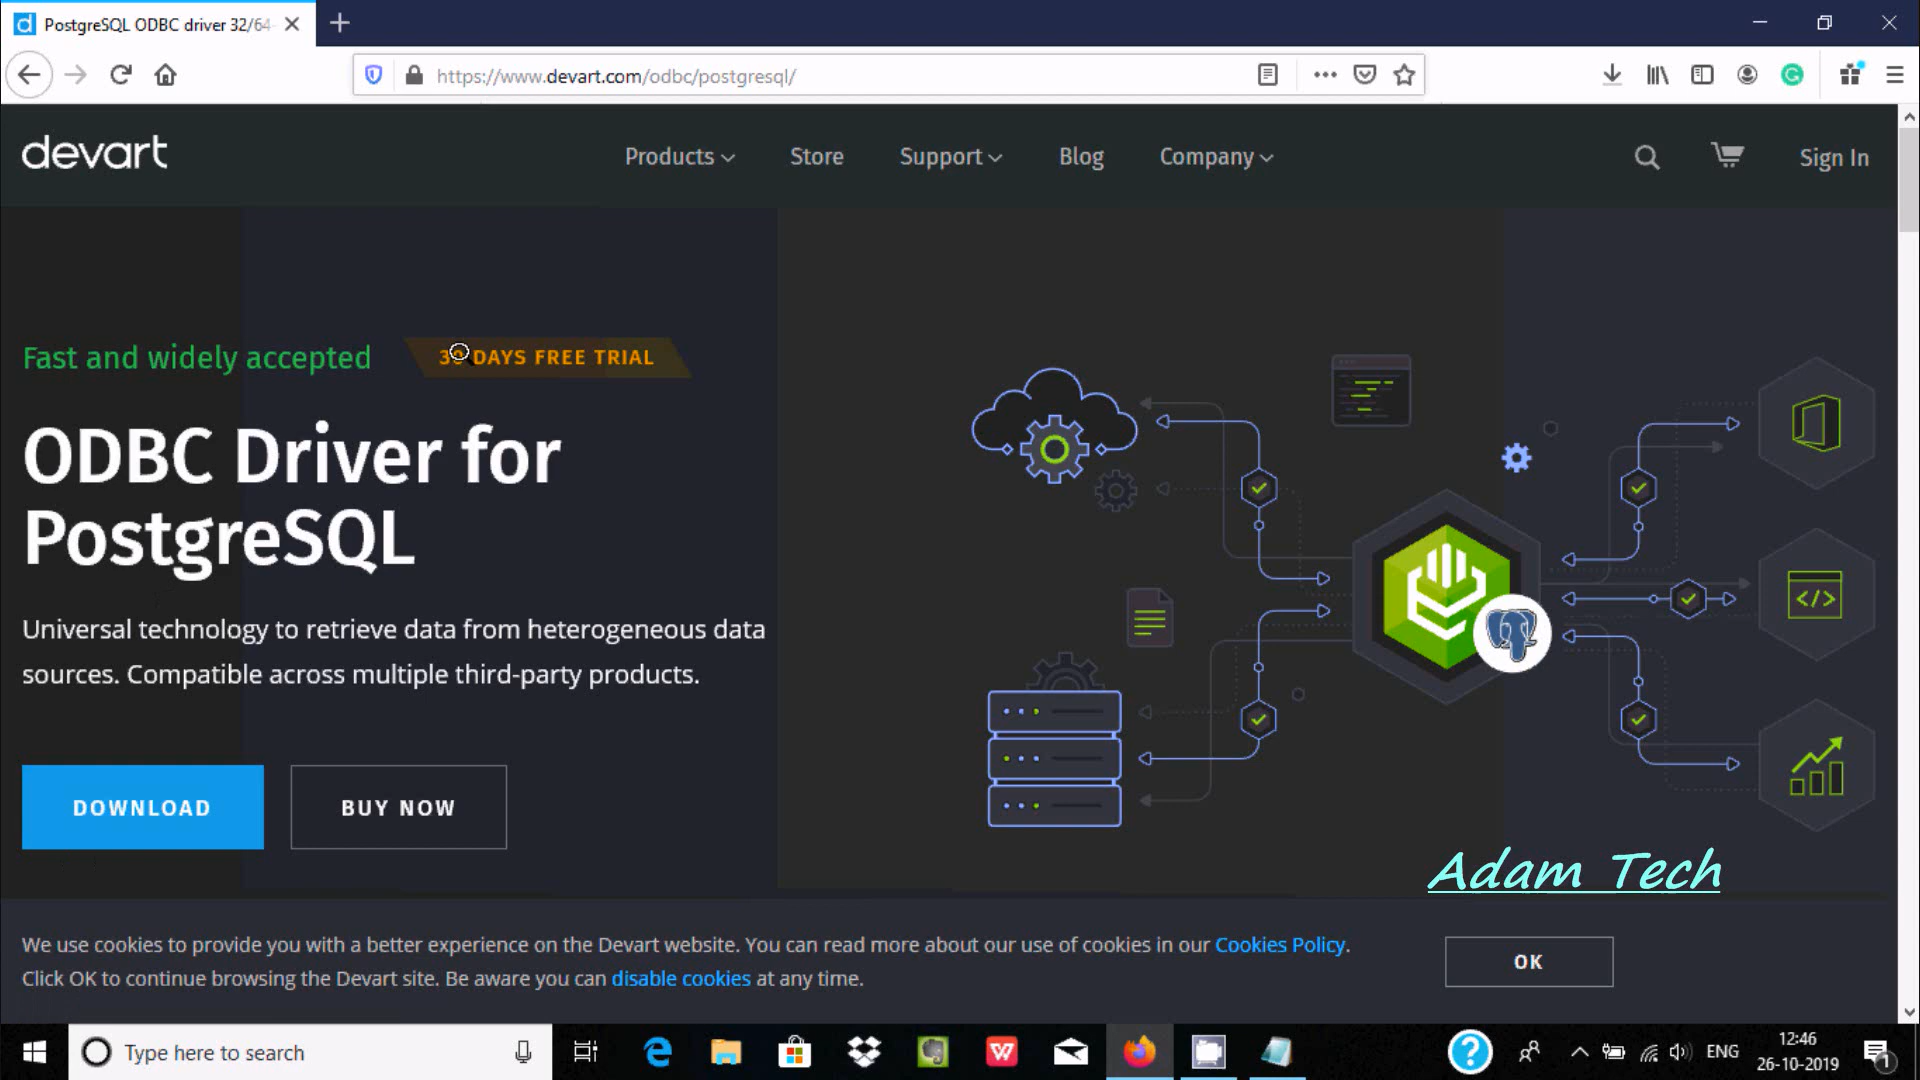 PostgreSQL ODBC driver 32/64-
https://www.devart.com/odbc/postgresql/
devart
Products
Store
Support
Blog
Company
Sign In
Fast and widely accepted
30 DAYS FREE TRIAL
ODBC Driver for
PostgreSQL
Universal technology to retrieve data from heterogeneous data
sources. Compatible across multiple third-party products.
DOWNLOAD
BUY NOW
Adam Tech
We use cookies to provide you with a better experience on the Devart website. You can read more about our use of cookies in our Cookies Policy.
Click OK to continue browsing the Devart site. Be aware you can disable cookies at any time.
OK
Type here to search
ENG
12:46
26-10-2019
1